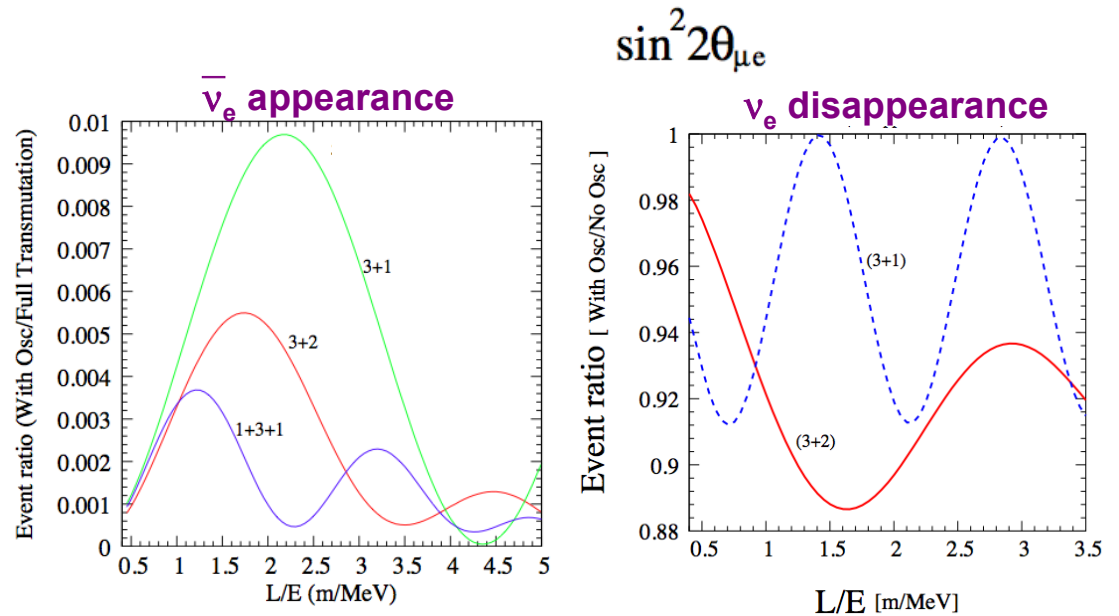 sin²2θμe
ν̅e appearance
0.01
0.009
0.008
0.007
0.006
0.005
0.004
0.003
0.002
0.001
0
Event ratio (With Osc/Full Transmutation)
3+1
3+2
1+3+1
0.5 1 1.5 2 2.5 3 3.5 4 4.5 5
L/E (m/MeV)
νe disappearance
1
0.98
0.96
0.94
0.92
0.9
0.88
Event ratio [ With Osc/No Osc ]
(3+1)
(3+2)
0.5 1 1.5 2 2.5 3 3.5
L/E [m/MeV]